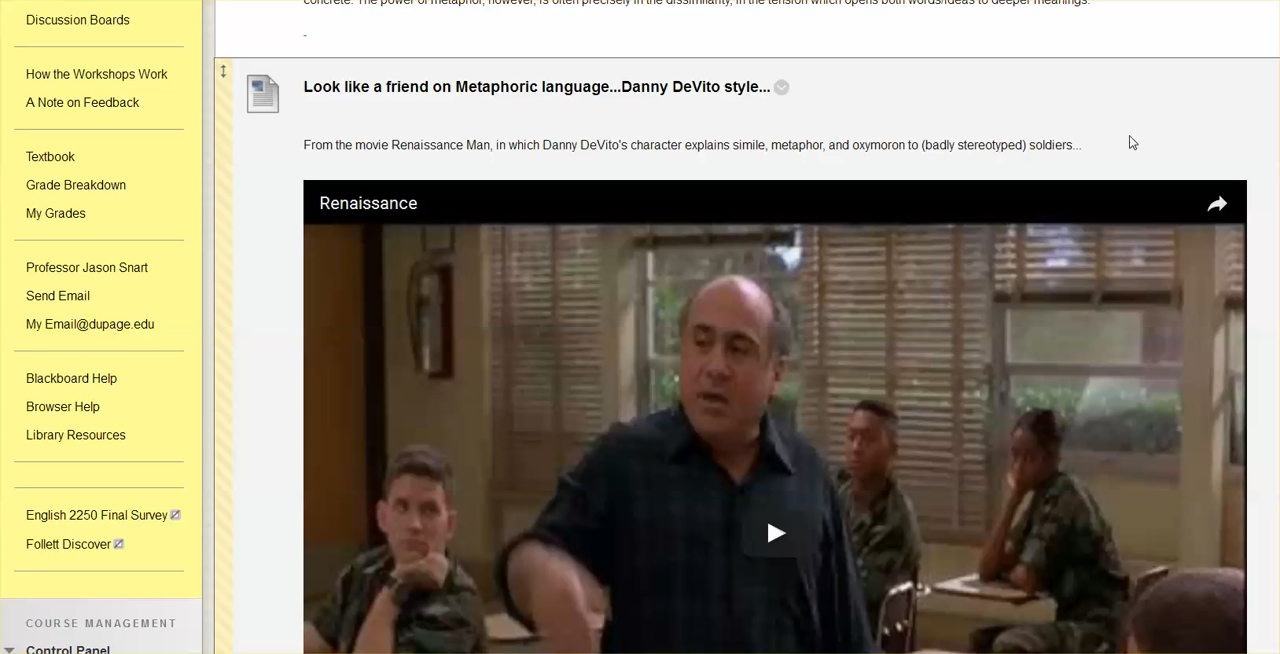 Discussion Boards
How the Workshops Work
A Note on Feedback
Textbook
Grade Breakdown
My Grades
Professor Jason Snart
Send Email
My Email@dupage.edu
Blackboard Help
Browser Help
Library Resources
English 2250 Final Survey
Follett Discover
COURSE MANAGEMENT
Control Panel
concrete. The power of metaphor, however, is often precisely in the dissimilarity, in the tension which opens both words/ideas to deeper meanings.
-
Look like a friend on Metaphoric language...Danny DeVito style...
From the movie Renaissance Man, in which Danny DeVito's character explains simile, metaphor, and oxymoron to (badly stereotyped) soldiers...
Renaissance